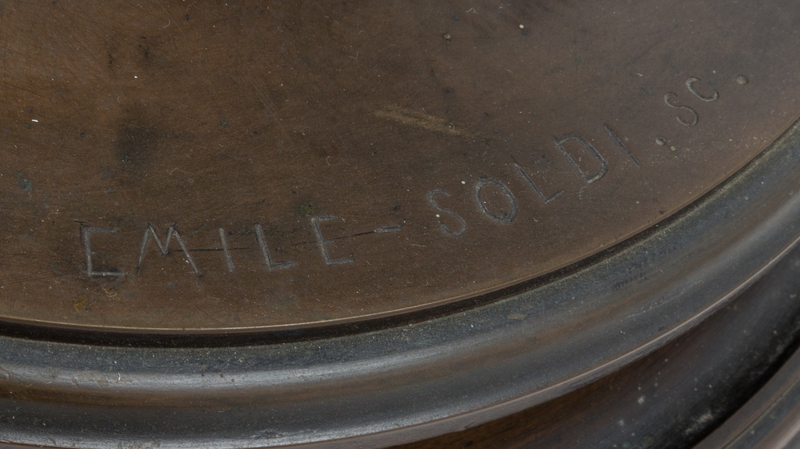 EMILE - SOLDI . SC .